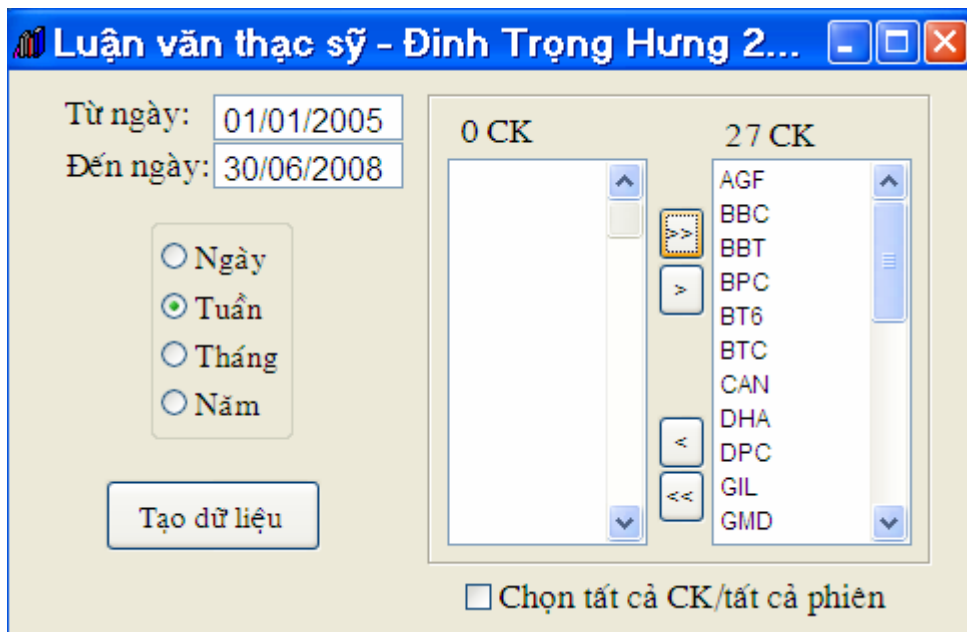 Luận văn thạc sỹ - Đinh Trọng Hưng 2...
Từ ngày: 01/01/2005
Đến ngày: 30/06/2008
Ngày
Tuần
Tháng
Năm
Tạo dữ liệu
0 CK
>>
>
<
<<
27 CK
AGF
BBC
BBT
BPC
BT6
BTC
CAN
DHA
DPC
GIL
GMD
Chọn tất cả CK/tất cả phiên